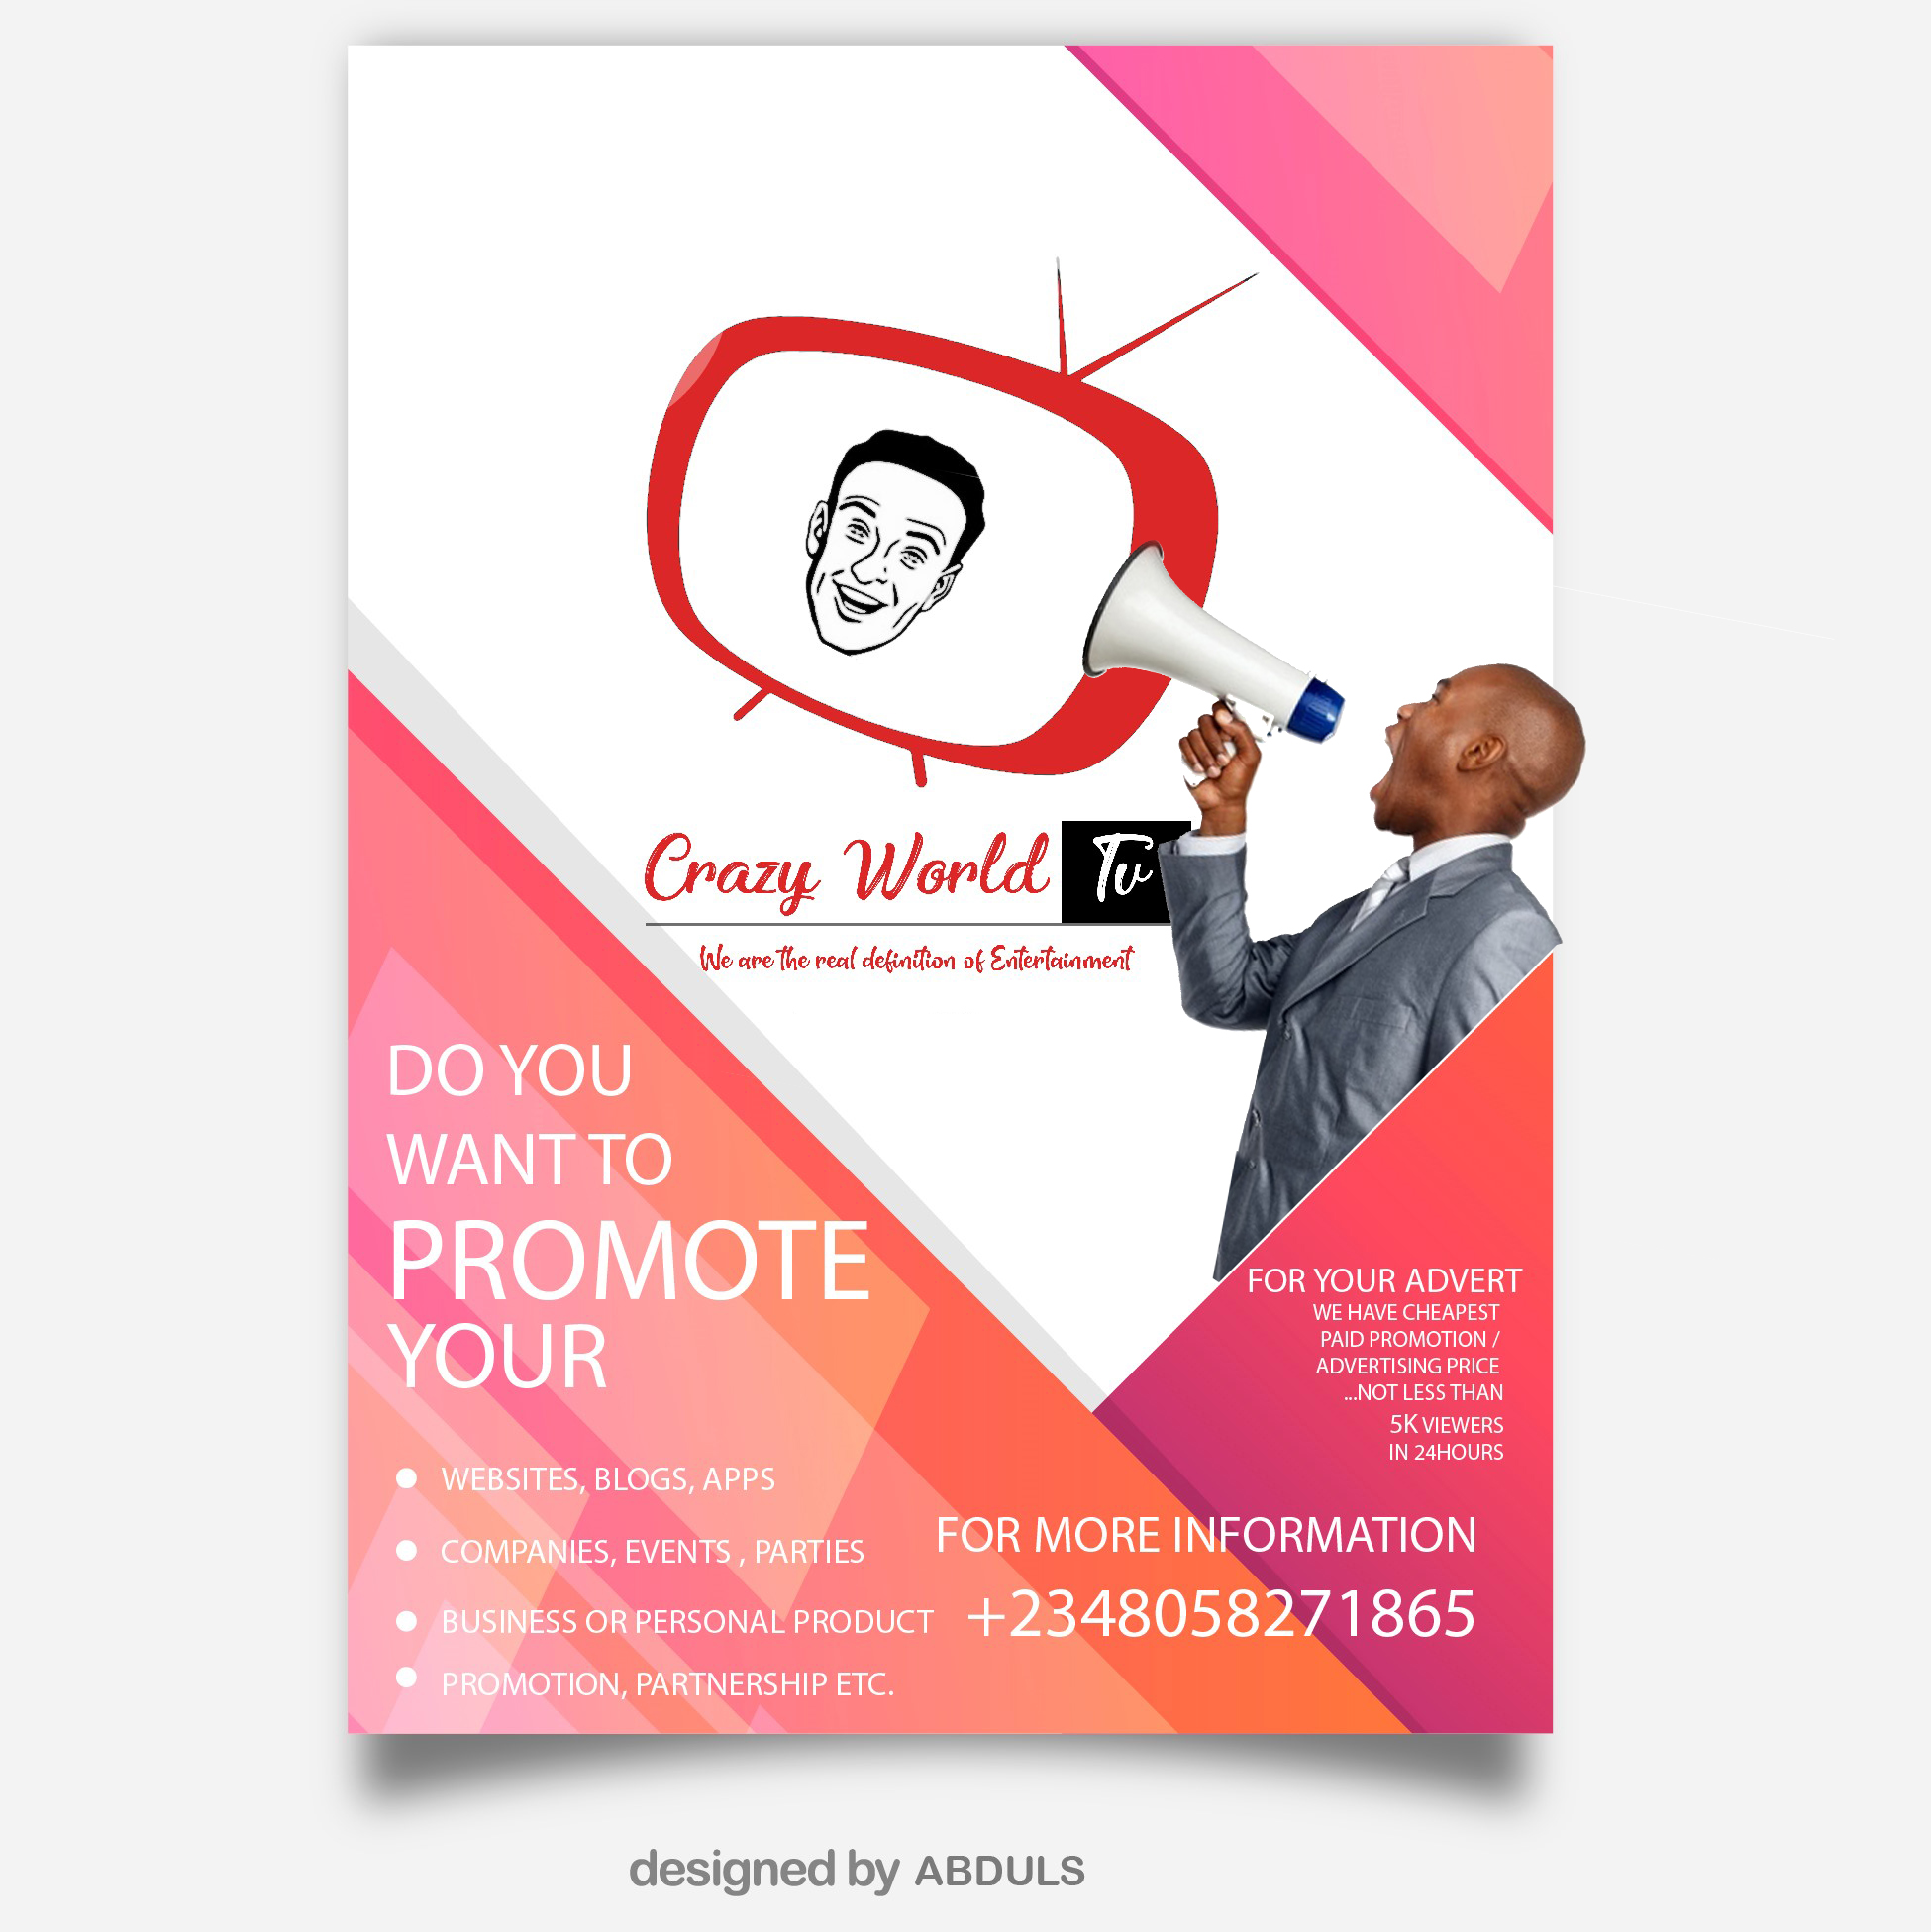 Crazy World Tv
We are the real definition of Entertainment
DO YOU
WANT TO
PROMOTE
YOUR
WEBSITES, BLOGS, APPS
COMPANIES, EVENTS , PARTIES
BUSINESS OR PERSONAL PRODUCT
PROMOTION, PARTNERSHIP ETC.
FOR YOUR ADVERT
WE HAVE CHEAPEST
PAID PROMOTION /
ADVERTISING PRICE
...NOT LESS THAN
5K VIEWERS
IN 24HOURS
FOR MORE INFORMATION
+2348058271865
designed by ABDULS